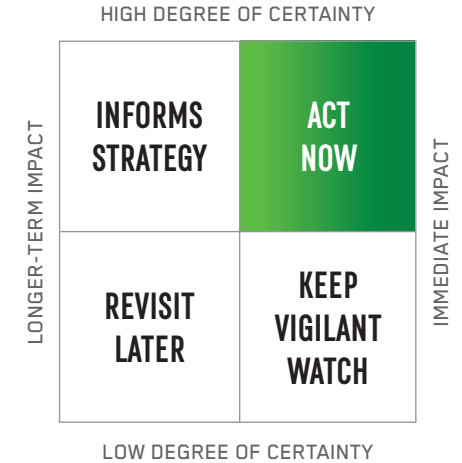 HIGH DEGREE OF CERTAINTY
LONGER-TERM IMPACT
INFORMS
STRATEGY
ACT
NOW
IMMEDIATE IMPACT
REVISIT
LATER
KEEP
VIGILANT
WATCH
LOW DEGREE OF CERTAINTY